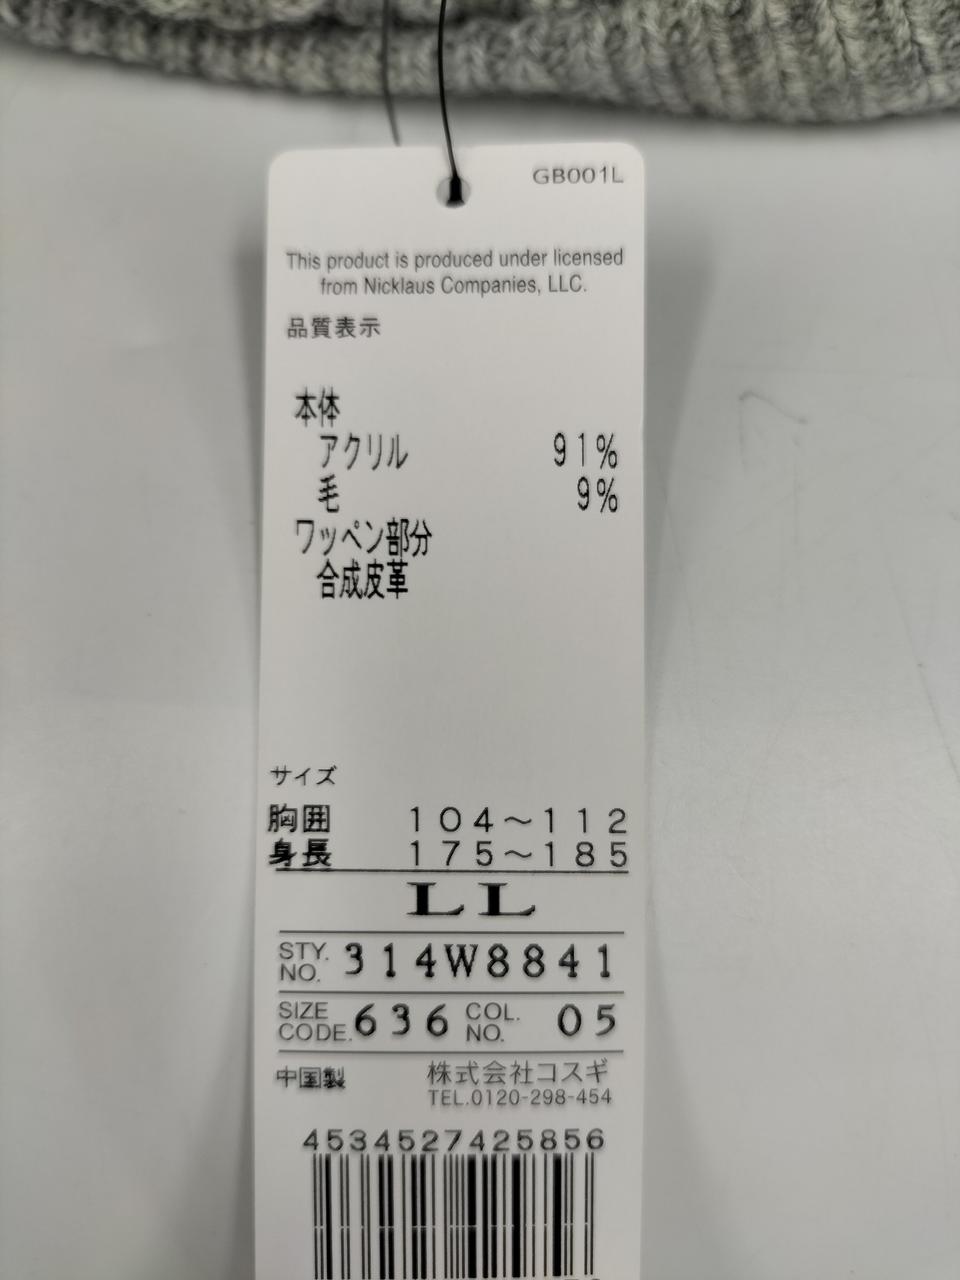 GB001L
This product is produced under licensed
from Nicklaus Companies, LLC.
品質表示
本体
アクリル 91%
毛 9%
ワッペン部分
合成皮革
サイズ
胸囲 104~112
身長 175~185
LL
STY. NO. 314W8841
SIZE CODE. 636 COL. NO. 05
中国製 株式会社コスギ
TEL.0120-298-454
4534527425856